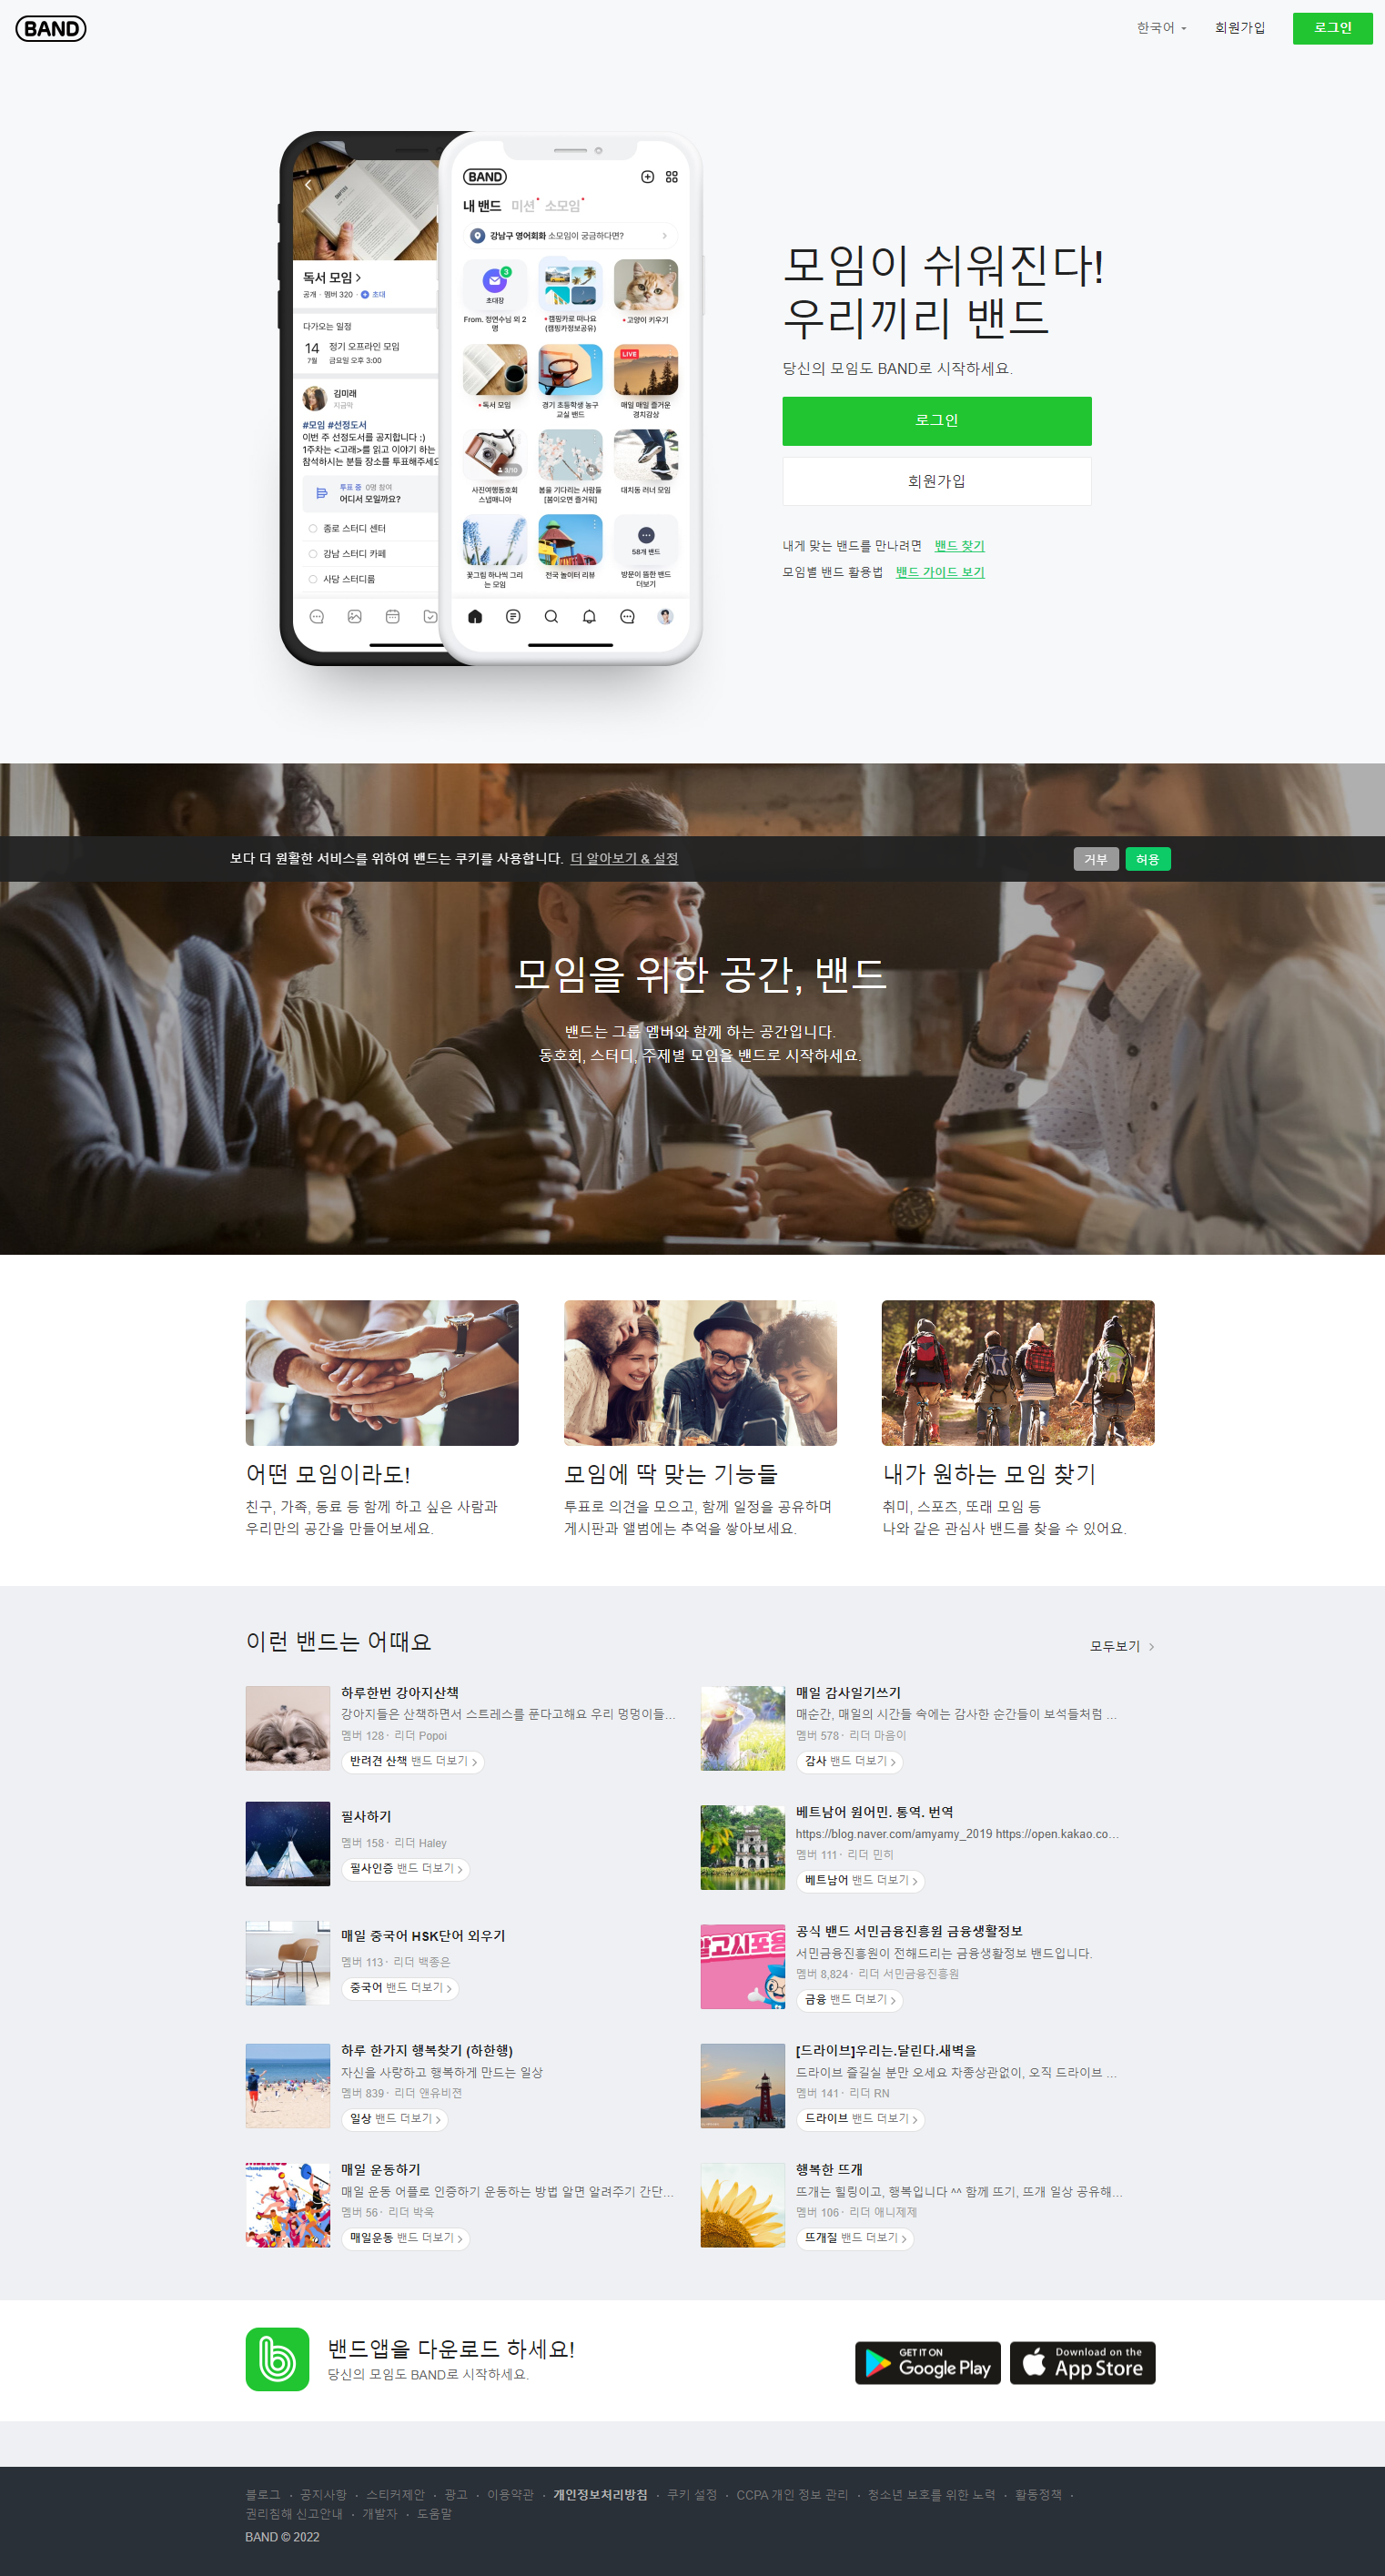 BAND
한국어
회원가입
로그인
독서 모임
공개 · 멤버 320 · 초대
다가오는 일정
14
7월
정기 오프라인 모임
금요일 오후 3:00
김미래
지금막
#모임 #선정도서
이번 주 선정도서를 공지합니다 :)
1주차는 <고래>를 읽고 이야기 하는
참석하시는 분들 장소를 투표해주세요
투표 중 0명 참여
어디서 모일까요?
종로 스터디 센터
강남 스터디 카페
사당 스터디룸
BAND
내 밴드 미션 소모임
강남구 영어회화 소모임이 궁금하다면?
3
초대장
From. 정연수님 외 2
명
캠핑카로 떠나요
(캠핑카정보공유)
고양이 키우기
LIVE
독서 모임
경기 초등학생 농구
교실 밴드
매일 매일 즐거운
경치감상
3/10
사진여행동호회
스냅매니아
봄을 기다리는 사람들
[봄이오면 즐거워]
대치동 러너 모임
58개 밴드
꽃그림 하나씩 그리
는 모임
전국 놀이터 리뷰
방문이 뜸한 밴드
더보기
모임이 쉬워진다!
우리끼리 밴드
당신의 모임도 BAND로 시작하세요.
로그인
회원가입
내게 맞는 밴드를 만나려면 밴드 찾기
모임별 밴드 활용법 밴드 가이드 보기
보다 더 원활한 서비스를 위하여 밴드는 쿠키를 사용합니다. 더 알아보기 & 설정
거부
허용
모임을 위한 공간, 밴드
밴드는 그룹 멤버와 함께 하는 공간입니다.
동호회, 스터디, 주제별 모임을 밴드로 시작하세요.
어떤 모임이라도!
친구, 가족, 동료 등 함께 하고 싶은 사람과
우리만의 공간을 만들어보세요.
모임에 딱 맞는 기능들
투표로 의견을 모으고, 함께 일정을 공유하며
게시판과 앨범에는 추억을 쌓아보세요.
내가 원하는 모임 찾기
취미, 스포즈, 또래 모임 등
나와 같은 관심사 밴드를 찾을 수 있어요.
이런 밴드는 어때요
모두보기
하루한번 강아지산책
강아지들은 산책하면서 스트레스를 푼다고해요 우리 멍멍이들...
멤버 128 · 리더 Popoi
반려견 산책 밴드 더보기
매일 감사일기쓰기
매순간, 매일의 시간들 속에는 감사한 순간들이 보석들처럼 ...
멤버 578 · 리더 마음이
감사 밴드 더보기
필사하기
멤버 158 · 리더 Haley
필사인증 밴드 더보기
베트남어 원어민. 통역. 번역
https://blog.naver.com/amyamy_2019 https://open.kakao.co...
멤버 111 · 리더 민히
베트남어 밴드 더보기
매일 중국어 HSK단어 외우기
멤버 113 · 리더 백종은
중국어 밴드 더보기
공식 밴드 서민금융진흥원 금융생활정보
서민금융진흥원이 전해드리는 금융생활정보 밴드입니다.
멤버 8,824 · 리더 서민금융진흥원
금융 밴드 더보기
하루 한가지 행복찾기 (하한행)
자신을 사랑하고 행복하게 만드는 일상
멤버 839 · 리더 앤유비젼
일상 밴드 더보기
[드라이브]우리는.달린다.새벽을
드라이브 즐길실 분만 오세요 차종상관없이, 오직 드라이브 ...
멤버 141 · 리더 RN
드라이브 밴드 더보기
매일 운동하기
매일 운동 어플로 인증하기 운동하는 방법 알면 알려주기 간단...
멤버 56 · 리더 박욱
매일운동 밴드 더보기
행복한 뜨개
뜨개는 힐링이고, 행복입니다 ^^ 함께 뜨기, 뜨개 일상 공유해...
멤버 106 · 리더 애니제제
뜨개질 밴드 더보기
밴드앱을 다운로드 하세요!
당신의 모임도 BAND로 시작하세요.
GET IT ON
Google Play
Download on the
App Store
블로그 · 공지사항 · 스티커제안 · 광고 · 이용약관 · 개인정보처리방침 · 쿠키 설정 · CCPA 개인 정보 관리 · 청소년 보호를 위한 노력 · 활동정책 ·
권리침해 신고안내 · 개발자 · 도움말
BAND © 2022